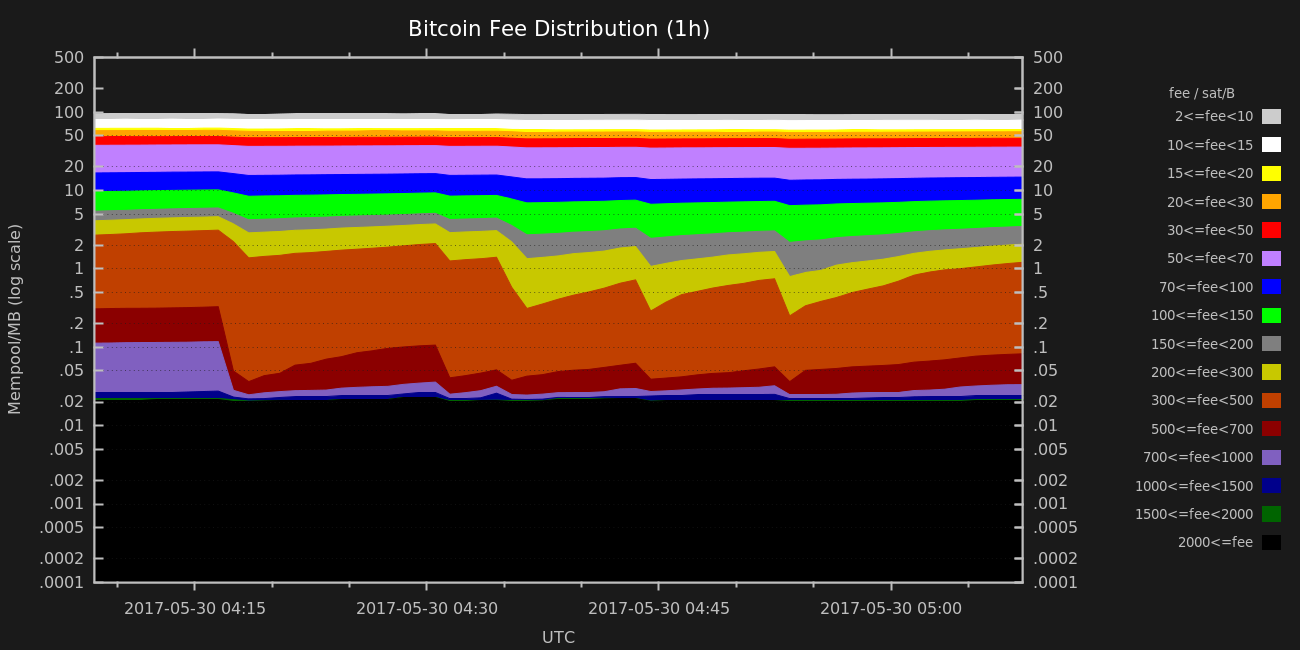 Bitcoin Fee Distribution (1h)
Mempool/MB (log scale)
500
200
100
50
20
10
5
2
1
.5
.2
.1
.05
.02
.01
.005
.002
.001
.0005
.0002
.0001
500
200
100
50
20
10
5
2
1
.5
.2
.1
.05
.02
.01
.005
.002
.001
.0005
.0002
.0001
2017-05-30 04:15
2017-05-30 04:30
2017-05-30 04:45
2017-05-30 05:00
UTC
fee / sat/B
2<=fee<10
10<=fee<15
15<=fee<20
20<=fee<30
30<=fee<50
50<=fee<70
70<=fee<100
100<=fee<150
150<=fee<200
200<=fee<300
300<=fee<500
500<=fee<700
700<=fee<1000
1000<=fee<1500
1500<=fee<2000
2000<=fee